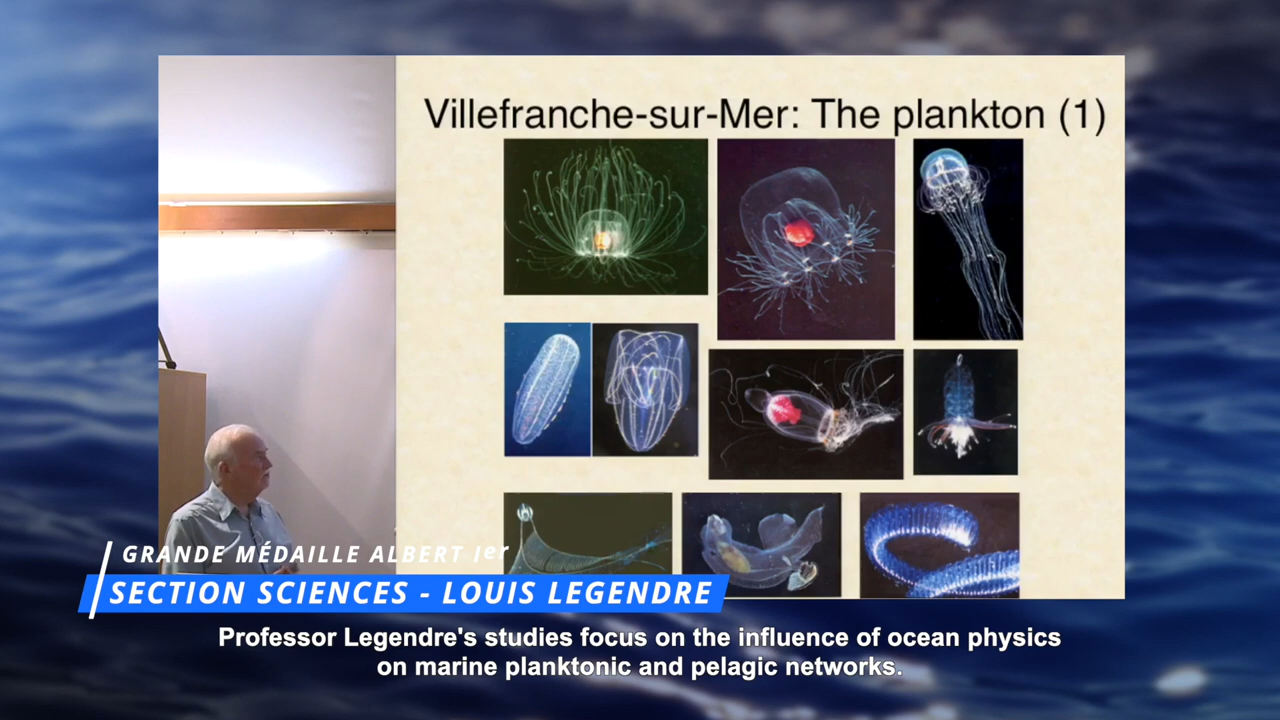 Villefranche-sur-Mer: The plankton (1)
GRANDE MÉDAILLE ALBERT Ier
SECTION SCIENCES - LOUIS LEGENDRE
Professor Legendre's studies focus on the influence of ocean physics
on marine planktonic and pelagic networks.